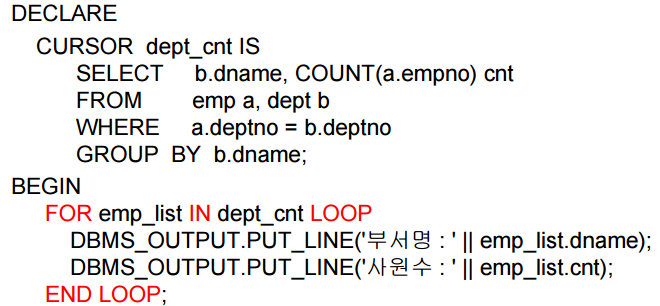 DECLARE
CURSOR dept_cnt IS
SELECT b.dname, COUNT(a.empno) cnt
FROM emp a, dept b
WHERE a.deptno = b.deptno
GROUP BY b.dname;
BEGIN
FOR emp_list IN dept_cnt LOOP
DBMS_OUTPUT.PUT_LINE('부서명 : ' || emp_list.dname);
DBMS_OUTPUT.PUT_LINE('사원수 : ' || emp_list.cnt);
END LOOP;